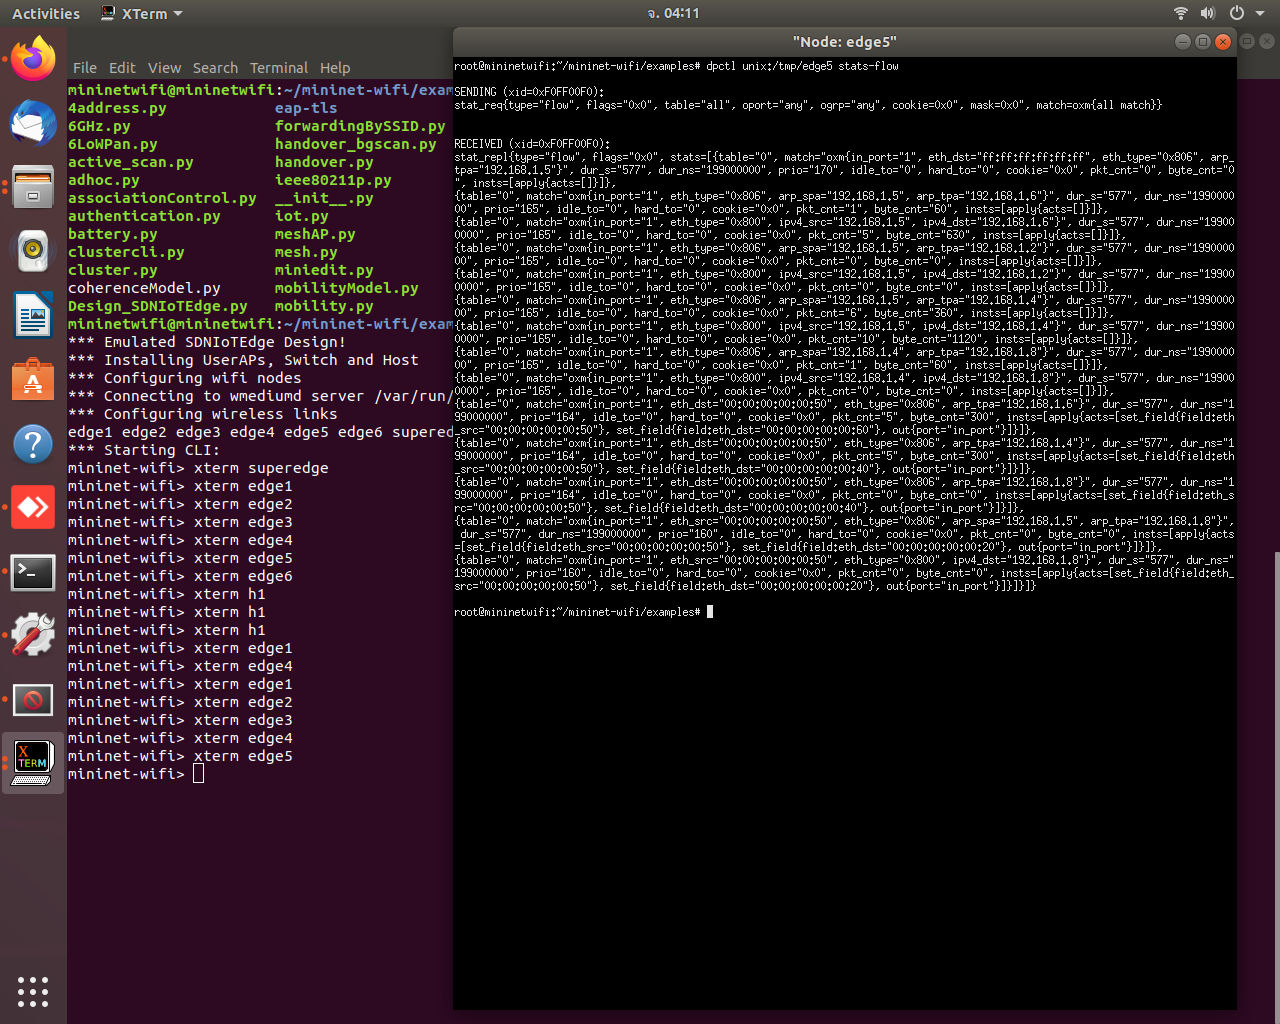 Activities
XTerm
จ. 04:11
"Node: edge5"
File Edit View Search Terminal Help
mininetwifi@mininetwifi:~/mininet-wifi/exam
4address.py eap-tls
6GHz.py forwardingBySSID.py
6LoWPan.py handover_bgscan.py
active_scan.py handover.py
adhoc.py ieee80211p.py
associationControl.py __init__.py
authentication.py iot.py
battery.py meshAP.py
clustercli.py mesh.py
cluster.py miniedit.py
coherenceModel.py mobilityModel.py
Design_SDNIoTEdge.py mobility.py
mininetwifi@mininetwifi:~/mininet-wifi/exam
*** Emulated SDNIoTEdge Design!
*** Installing UserAPs, Switch and Host
*** Configuring wifi nodes
*** Connecting to wmediumd server /var/run/
*** Configuring wireless links
edge1 edge2 edge3 edge4 edge5 edge6 supered
*** Starting CLI:
mininet-wifi> xterm superedge
mininet-wifi> xterm edge1
mininet-wifi> xterm edge2
mininet-wifi> xterm edge3
mininet-wifi> xterm edge4
mininet-wifi> xterm edge5
mininet-wifi> xterm edge6
mininet-wifi> xterm h1
mininet-wifi> xterm h1
mininet-wifi> xterm h1
mininet-wifi> xterm edge1
mininet-wifi> xterm edge4
mininet-wifi> xterm edge1
mininet-wifi> xterm edge2
mininet-wifi> xterm edge3
mininet-wifi> xterm edge4
mininet-wifi> xterm edge5
mininet-wifi>
root@mininetwifi:~/mininet-wifi/examples# dpctl unix:/tmp/edge5 stats-flow
SENDING (xid=0xF0FF00F0):
stat_req{type="flow", flags="0x0", table="all", oport="any", ogrp="any", cookie=0x0", mask=0x0", match=oxm{all match}}
RECEIVED (xid=0xF0FF00F0):
stat_repl{type="flow", flags="0x0", stats=[{table="0", match="oxm{in_port="1", eth_dst="ff:ff:ff:ff:ff:ff", eth_type="0x806", arp_
tpa="192.168.1.5"}", dur_s="577", dur_ns="199000000", prio="170", idle_to="0", hard_to="0", cookie="0x0", pkt_cnt="0", byte_cnt="0
", insts=[apply{acts=[]}]},
{table="0", match="oxm{in_port="1", eth_type="0x806", arp_spa="192.168.1.5", arp_tpa="192.168.1.6"}", dur_s="577", dur_ns="1990000
00", prio="165", idle_to="0", hard_to="0", cookie="0x0", pkt_cnt="1", byte_cnt="60", insts=[apply{acts=[]}]},
{table="0", match="oxm{in_port="1", eth_type="0x800", ipv4_src="192.168.1.5", ipv4_dst="192.168.1.6"}", dur_s="577", dur_ns="19900
0000", prio="165", idle_to="0", hard_to="0", cookie="0x0", pkt_cnt="5", byte_cnt="630", insts=[apply{acts=[]}]},
{table="0", match="oxm{in_port="1", eth_type="0x806", arp_spa="192.168.1.5", arp_tpa="192.168.1.2"}", dur_s="577", dur_ns="1990000
00", prio="165", idle_to="0", hard_to="0", cookie="0x0", pkt_cnt="0", byte_cnt="0", insts=[apply{acts=[]}]},
{table="0", match="oxm{in_port="1", eth_type="0x800", ipv4_src="192.168.1.5", ipv4_dst="192.168.1.2"}", dur_s="577", dur_ns="19900
0000", prio="165", idle_to="0", hard_to="0", cookie="0x0", pkt_cnt="0", byte_cnt="0", insts=[apply{acts=[]}]},
{table="0", match="oxm{in_port="1", eth_type="0x806", arp_spa="192.168.1.5", arp_tpa="192.168.1.4"}", dur_s="577", dur_ns="1990000
00", prio="165", idle_to="0", hard_to="0", cookie="0x0", pkt_cnt="6", byte_cnt="360", insts=[apply{acts=[]}]},
{table="0", match="oxm{in_port="1", eth_type="0x800", ipv4_src="192.168.1.5", ipv4_dst="192.168.1.4"}", dur_s="577", dur_ns="19900
0000", prio="165", idle_to="0", hard_to="0", cookie="0x0", pkt_cnt="10", byte_cnt="1120", insts=[apply{acts=[]}]},
{table="0", match="oxm{in_port="1", eth_type="0x806", arp_spa="192.168.1.4", arp_tpa="192.168.1.8"}", dur_s="577", dur_ns="1990000
00", prio="165", idle_to="0", hard_to="0", cookie="0x0", pkt_cnt="1", byte_cnt="60", insts=[apply{acts=[]}]},
{table="0", match="oxm{in_port="1", eth_type="0x800", ipv4_src="192.168.1.4", ipv4_dst="192.168.1.8"}", dur_s="577", dur_ns="19900
0000", prio="165", idle_to="0", hard_to="0", cookie="0x0", pkt_cnt="0", byte_cnt="0", insts=[apply{acts=[]}]},
{table="0", match="oxm{in_port="1", eth_dst="00:00:00:00:00:50", eth_type="0x806", arp_tpa="192.168.1.6"}", dur_s="577", dur_ns="1
99000000", prio="164", idle_to="0", hard_to="0", cookie="0x0", pkt_cnt="5", byte_cnt="300", insts=[apply{acts=[set_field{field:eth
_src="00:00:00:00:00:50"}, set_field{field:eth_dst="00:00:00:00:00:60"}, out{port="in_port"}]}]},
{table="0", match="oxm{in_port="1", eth_dst="00:00:00:00:00:50", eth_type="0x806", arp_tpa="192.168.1.4"}", dur_s="577", dur_ns="1
99000000", prio="164", idle_to="0", hard_to="0", cookie="0x0", pkt_cnt="5", byte_cnt="300", insts=[apply{acts=[set_field{field:eth
_src="00:00:00:00:00:50"}, set_field{field:eth_dst="00:00:00:00:00:40"}, out{port="in_port"}]}]},
{table="0", match="oxm{in_port="1", eth_dst="00:00:00:00:00:50", eth_type="0x806", arp_tpa="192.168.1.8"}", dur_s="577", dur_ns="1
99000000", prio="164", idle_to="0", hard_to="0", cookie="0x0", pkt_cnt="0", byte_cnt="0", insts=[apply{acts=[set_field{field:eth_s
rc="00:00:00:00:00:50"}, set_field{field:eth_dst="00:00:00:00:00:40"}, out{port="in_port"}]}]},
{table="0", match="oxm{in_port="1", eth_src="00:00:00:00:00:50", eth_type="0x806", arp_spa="192.168.1.5", arp_tpa="192.168.1.8"}",
dur_s="577", dur_ns="199000000", prio="160", idle_to="0", hard_to="0", cookie="0x0", pkt_cnt="0", byte_cnt="0", insts=[apply{acts
=[set_field{field:eth_src="00:00:00:00:00:50"}, set_field{field:eth_dst="00:00:00:00:00:20"}, out{port="in_port"}]}]},
{table="0", match="oxm{in_port="1", eth_src="00:00:00:00:00:50", eth_type="0x800", ipv4_dst="192.168.1.8"}", dur_s="577", dur_ns="
199000000", prio="160", idle_to="0", hard_to="0", cookie="0x0", pkt_cnt="0", byte_cnt="0", insts=[apply{acts=[set_field{field:eth_
src="00:00:00:00:00:50"}, set_field{field:eth_dst="00:00:00:00:00:20"}, out{port="in_port"}]}]}]}
root@mininetwifi:~/mininet-wifi/examples#
X
TERM